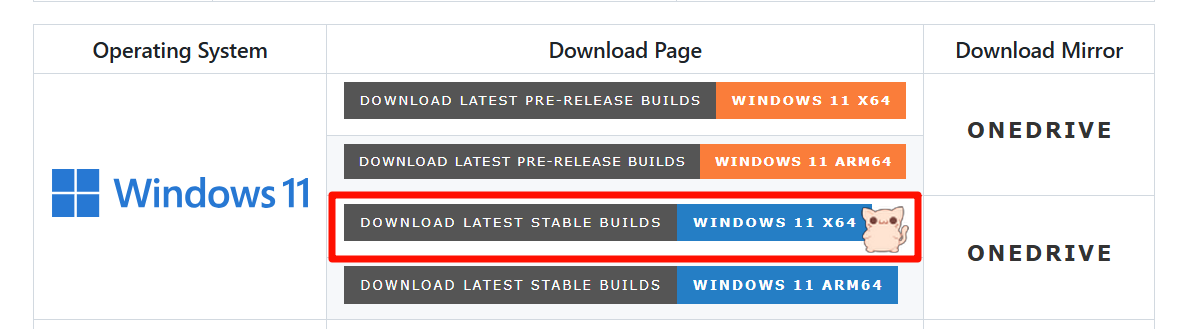 Operating System Download Page Download Mirror
DOWNLOAD LATEST PRE-RELEASE BUILDS WINDOWS 11 X64
ONEDRIVE
DOWNLOAD LATEST PRE-RELEASE BUILDS WINDOWS 11 ARM64
Windows 11
DOWNLOAD LATEST STABLE BUILDS WINDOWS 11 X64
ONEDRIVE
DOWNLOAD LATEST STABLE BUILDS WINDOWS 11 ARM64